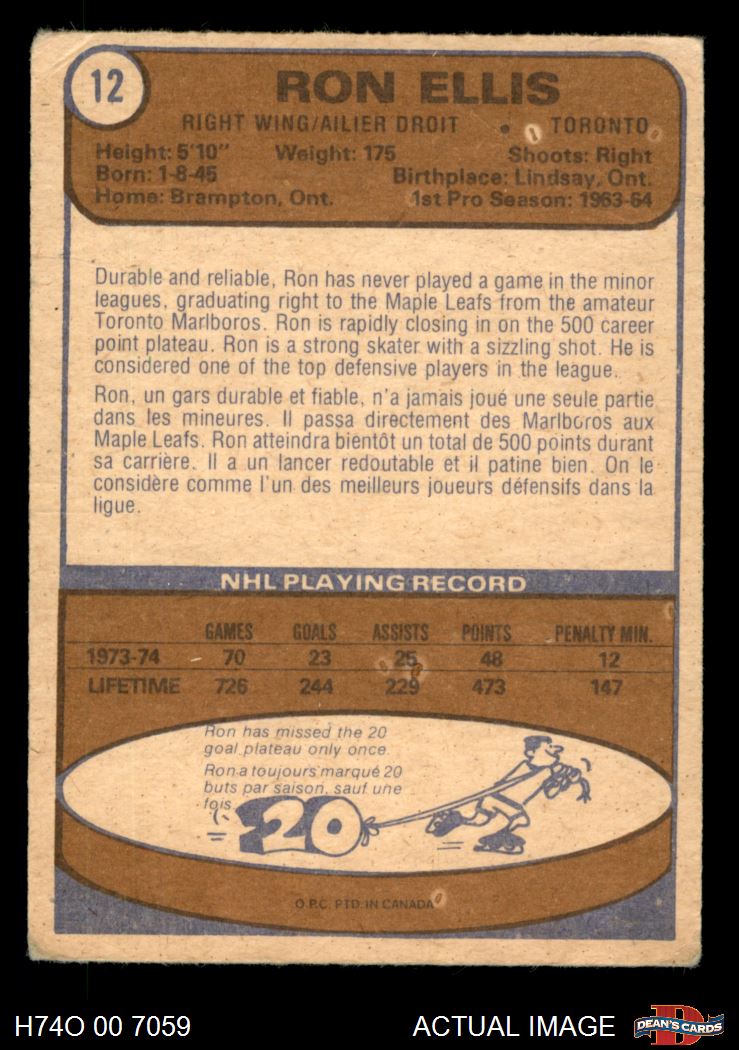 12
RON ELLIS
RIGHT WING/AILIER DROIT • TORONTO
Height: 5'10" Weight: 175 Shoots: Right
Born: 1-8-45 Birthplace: Lindsay, Ont.
Home: Brampton, Ont. 1st Pro Season: 1963-64
Durable and reliable, Ron has never played a game in the minor
leagues, graduating right to the Maple Leafs from the amateur
Toronto Marlboros. Ron is rapidly closing in on the 500 career
point plateau. Ron is a strong skater with a sizzling shot. He is
considered one of the top defensive players in the league.
Ron, un gars durable et fiable, n'a jamais joué une seule partie
dans les mineures. Il passa directement des Marlboros aux
Maple Leafs. Ron atteindra bientôt un total de 500 points durant
sa carrière. Il a un lancer redoutable et il patine bien. On le
considère comme l'un des meilleurs joueurs défensifs dans la
ligue.
NHL PLAYING RECORD
GAMES GOALS ASSISTS POINTS PENALTY MIN.
1973-74 70 23 25 48 12
LIFETIME 726 244 229 473 147
Ron has missed the 20
goal plateau only once.
Ron a toujours marqué 20
buts par saison, sauf une
fois.
20
O.P.C. PTD. IN CANADA
H74O 00 7059 ACTUAL IMAGE DEAN'S CARDS